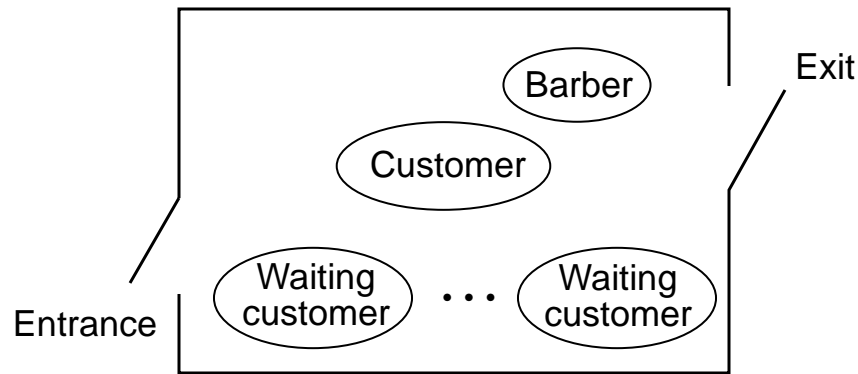 Exit
Barber
Customer
Waiting
customer
...
Waiting
customer
Entrance